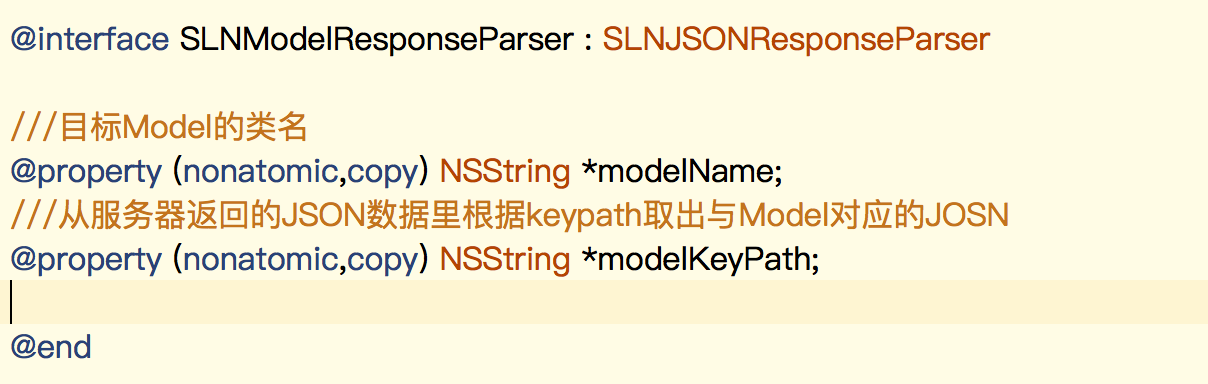 @interface SLNModelResponseParser : SLNJSONResponseParser
///目标Model的类名
@property (nonatomic,copy) NSString *modelName;
///从服务器返回的JSON数据里根据keypath取出与Model对应的JOSN
@property (nonatomic,copy) NSString *modelKeyPath;
@end